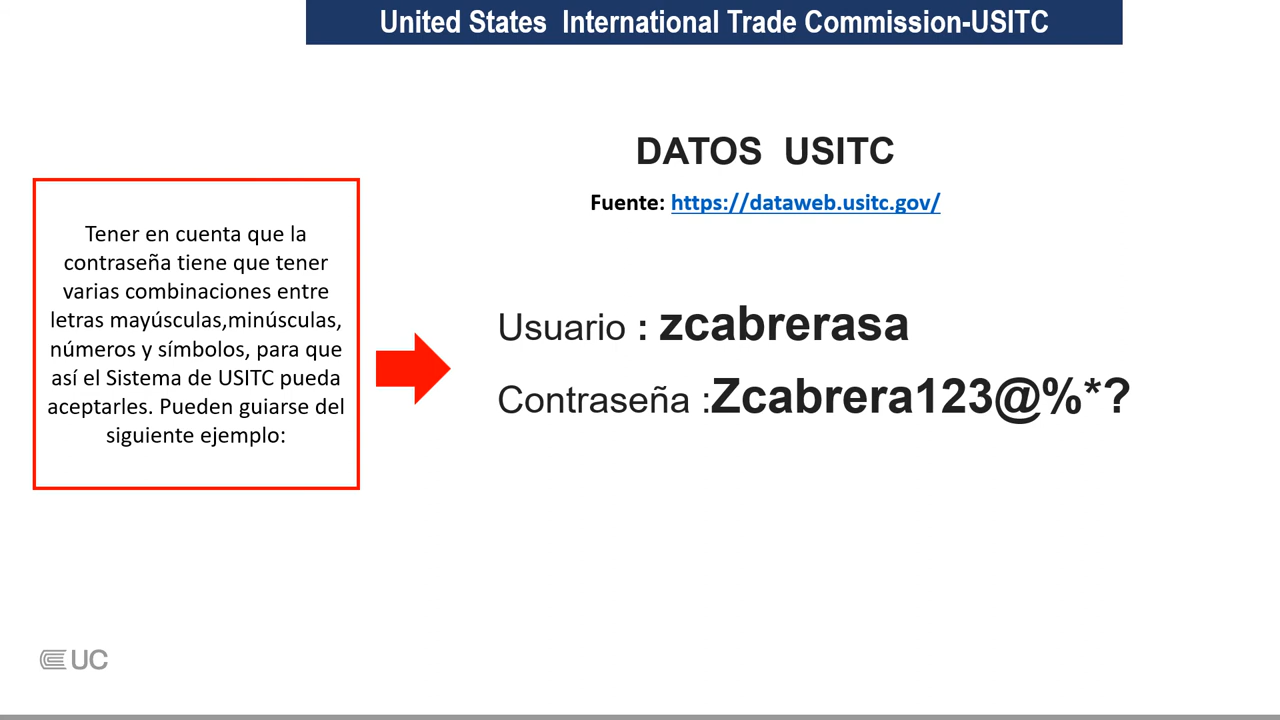 United States International Trade Commission-USITC
DATOS USITC
Fuente: https://dataweb.usitc.gov/
Tener en cuenta que la
contraseña tiene que tener
varias combinaciones entre
letras mayúsculas,minúsculas,
números y símbolos, para que
así el Sistema de USITC pueda
aceptarles. Pueden guiarse del
siguiente ejemplo:
Usuario : zcabrerasa
Contraseña :Zcabrera123@%*?
UC